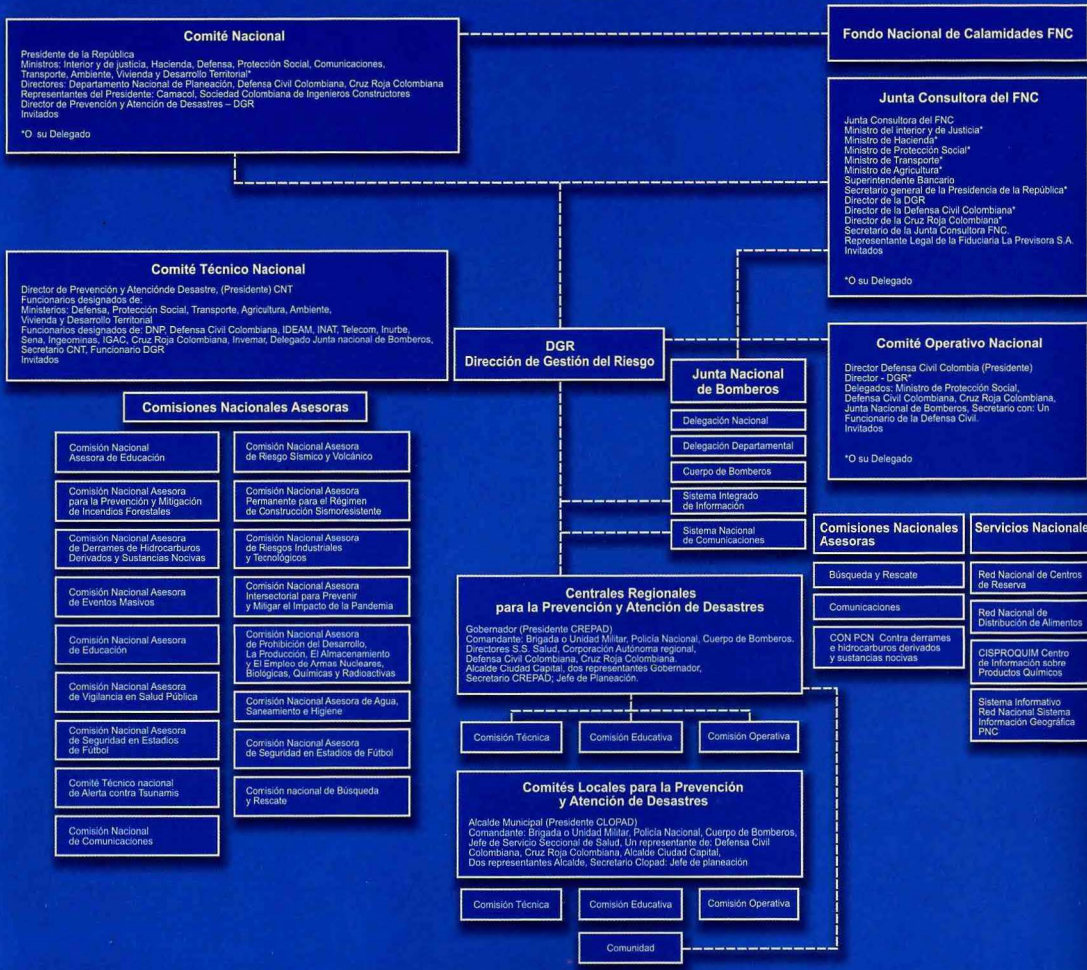 Comité Nacional
Presidente de la República
Ministros: Interior y de justicia, Hacienda, Defensa, Protección Social, Comunicaciones,
Transporte, Ambiente, Vivienda y Desarrollo Territorial*
Directores: Departamento Nacional de Planeación, Defensa Civil Colombiana, Cruz Roja Colombiana
Representantes del Presidente: Camacol, Sociedad Colombiana de Ingenieros Constructores
Director de Prevención y Atención de Desastres – DGR
Invitados
*O su Delegado
Fondo Nacional de Calamidades FNC
Junta Consultora del FNC
Junta Consultora del FNC
Ministro del interior y de Justicia*
Ministro de Hacienda*
Ministro de Protección Social*
Ministro de Transporte*
Ministro de Agricultura*
Superintendente Bancario
Secretario general de la Presidencia de la República*
Director de la DGR
Director de la Defensa Civil Colombiana*
Director de la Cruz Roja Colombiana*
Secretario de la Junta Consultora FNC.
Representante Legal de la Fiduciaria La Previsora S.A.
Invitados
*O su Delegado
Comité Técnico Nacional
Director de Prevención y Atenciónde Desastre, (Presidente) CNT
Funcionarios designados de:
Ministerios: Defensa, Protección Social, Transporte, Agricultura, Ambiente,
Vivienda y Desarrollo Territorial
Funcionarios designados de: DNP, Defensa Civil Colombiana, IDEAM, INAT, Telecom, Inurbe,
Sena, Ingeominas, IGAC, Cruz Roja Colombiana, Invemar, Delegado Junta nacional de Bomberos,
Secretario CNT, Funcionario DGR
Invitados
DGR
Dirección de Gestión del Riesgo
Comité Operativo Nacional
Director Defensa Civil Colombia (Presidente)
Director - DGR*
Delegados: Ministro de Protección Social,
Defensa Civil Colombiana, Cruz Roja Colombiana,
Junta Nacional de Bomberos, Secretario con: Un
Funcionario de la Defensa Civil.
Invitados
*O su Delegado
Junta Nacional
de Bomberos
Delegación Nacional
Delegación Departamental
Cuerpo de Bomberos
Sistema Integrado
de Información
Sistema Nacional
de Comunicaciones
Comisiones Nacionales Asesoras
Comisión Nacional
Asesora de Educación
Comisión Nacional Asesora
para la Prevención y Mitigación
de Incendios Forestales
Comisión Nacional Asesora
de Derrames de Hidrocarburos
Derivados y Sustancias Nocivas
Comisión Nacional Asesora
de Eventos Masivos
Comisión Nacional Asesora
de Educación
Comisión Nacional Asesora
de Vigilancia en Salud Pública
Comisión Nacional Asesora
de Seguridad en Estadios
de Fútbol
Comité Técnico nacional
de Alerta contra Tsunamis
Comisión Nacional
de Comunicaciones
Comisión Nacional Asesora
de Riesgo Sísmico y Volcánico
Comisión Nacional Asesora
Permanente para el Régimen
de Construcción Sismoresistente
Comisión Nacional Asesora
de Riesgos Industriales
y Tecnológicos
Comisión Nacional Asesora
Intersectorial para Prevenir
y Mitigar el Impacto de la Pandemia
Comisión Nacional Asesora
de Prohibición del Desarrollo,
La Producción, El Almacenamiento
y El Empleo de Armas Nucleares,
Biológicas, Químicas y Radioactivas
Comisión Nacional Asesora de Agua,
Saneamiento e Higiene
Comisión Nacional Asesora
de Seguridad en Estadios de Fútbol
Comisión nacional de Búsqueda
y Rescate
Comisiones Nacionales
Asesoras
Búsqueda y Rescate
Comunicaciones
CON PCN Contra derrames
e hidrocarburos derivados
y sustancias nocivas
Servicios Nacionale
Red Nacional de Centros
de Reserva
Red Nacional de
Distribución de Alimentos
CISPROQUIM Centro
de Información sobre
Productos Químicos
Sistema Informativo
Red Nacional Sistema
Información Geográfica
PNC
Centrales Regionales
para la Prevención y Atención de Desastres
Gobernador (Presidente CREPAD)
Comandante: Brigada o Unidad Militar, Policía Nacional, Cuerpo de Bomberos.
Directores S.S. Salud, Corporación Autónoma regional,
Defensa Civil Colombiana, Cruz Roja Colombiana.
Alcalde Ciudad Capital, dos representantes Gobernador,
Secretario CREPAD; Jefe de Planeación.
Comisión Técnica
Comisión Educativa
Comisión Operativa
Comités Locales para la Prevención
y Atención de Desastres
Alcalde Municipal (Presidente CLOPAD)
Comandante: Brigada o Unidad Militar, Policía Nacional, Cuerpo de Bomberos,
Jefe de Servicio Seccional de Salud, Un representante de: Defensa Civil
Colombiana, Cruz Roja Colombiana, Alcalde Ciudad Capital,
Dos representantes Alcalde, Secretario Clopad: Jefe de planeación
Comisión Técnica
Comisión Educativa
Comisión Operativa
Comunidad